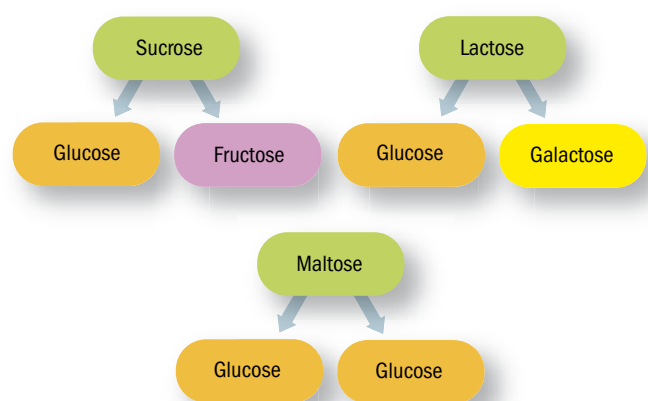 Sucrose
Lactose
Glucose
Fructose
Glucose
Galactose
Maltose
Glucose
Glucose